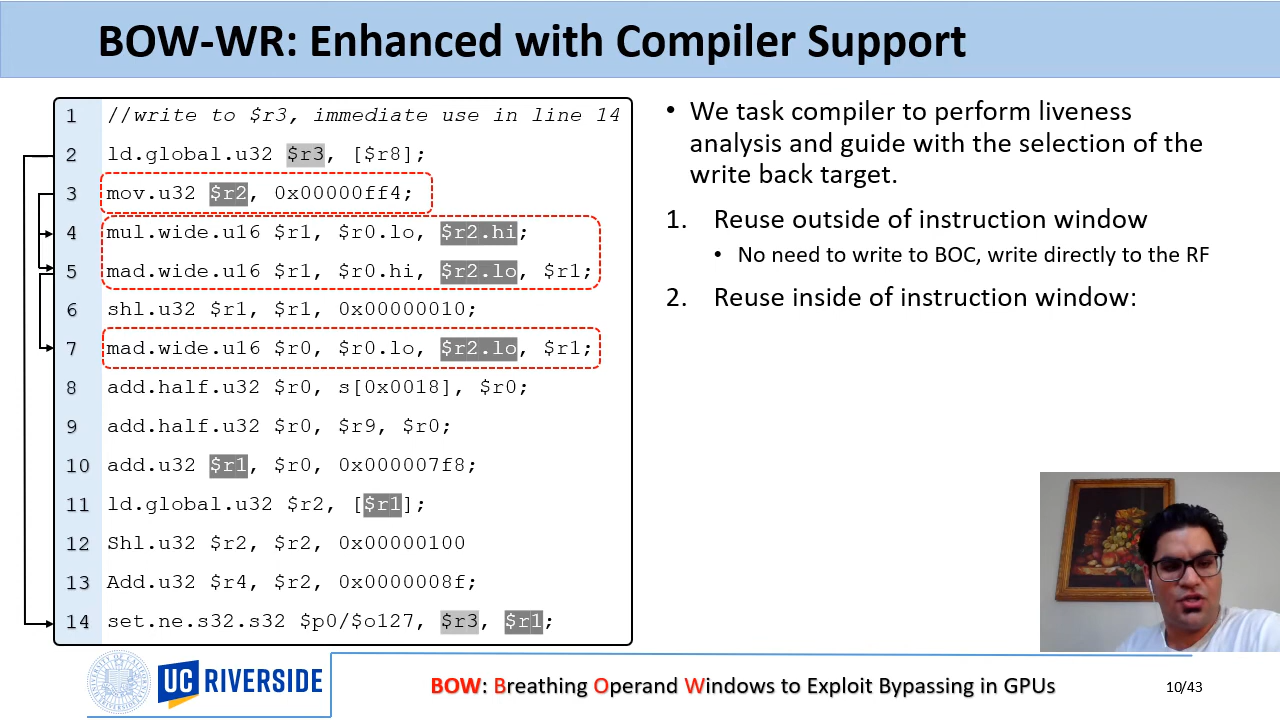 BOW-WR: Enhanced with Compiler Support
1 //write to $r3, immediate use in line 14
2 ld.global.u32 $r3, [$r8];
3 mov.u32 $r2, 0x00000ff4;
4 mul.wide.u16 $r1, $r0.lo, $r2.hi;
5 mad.wide.u16 $r1, $r0.hi, $r2.lo, $r1;
6 shl.u32 $r1, $r1, 0x00000010;
7 mad.wide.u16 $r0, $r0.lo, $r2.lo, $r1;
8 add.half.u32 $r0, s[0x0018], $r0;
9 add.half.u32 $r0, $r9, $r0;
10 add.u32 $r1, $r0, 0x000007f8;
11 ld.global.u32 $r2, [$r1];
12 Shl.u32 $r2, $r2, 0x00000100
13 Add.u32 $r4, $r2, 0x0000008f;
14 set.ne.s32.s32 $p0/$o127, $r3, $r1;
• We task compiler to perform liveness
analysis and guide with the selection of the
write back target.
1. Reuse outside of instruction window
• No need to write to BOC, write directly to the RF
2. Reuse inside of instruction window:
UC RIVERSIDE
BOW: Breathing Operand Windows to Exploit Bypassing in GPUs
10/43